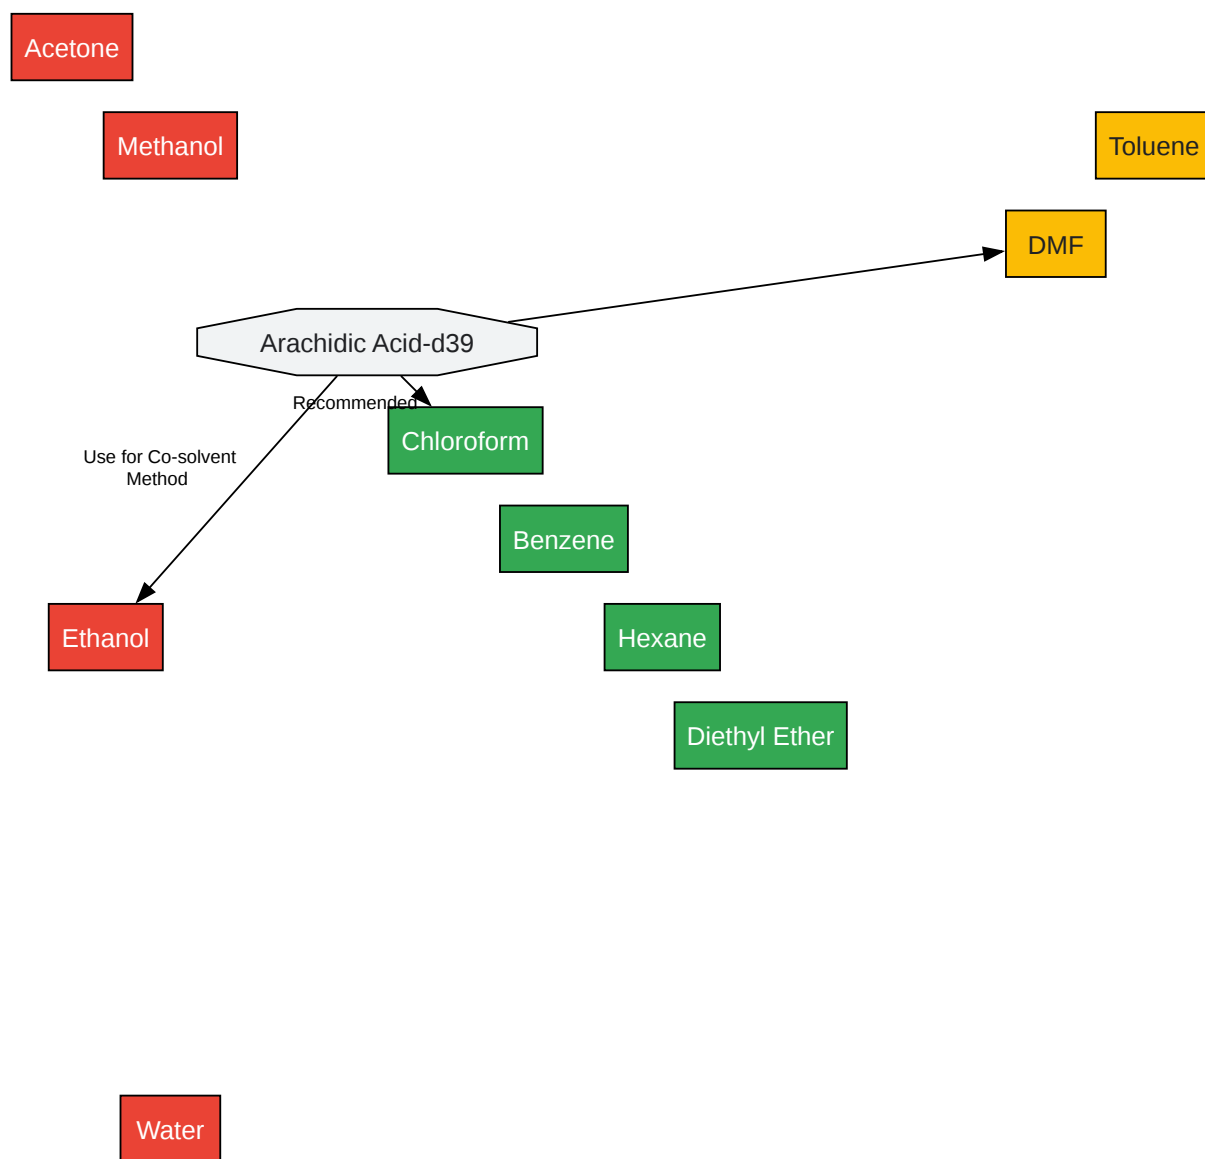 Acetone
Methanol
Toluene
DMF
Arachidic Acid-d39
Recommended
Chloroform
Use for Co-solvent
Method
Benzene
Ethanol
Hexane
Diethyl Ether
Water